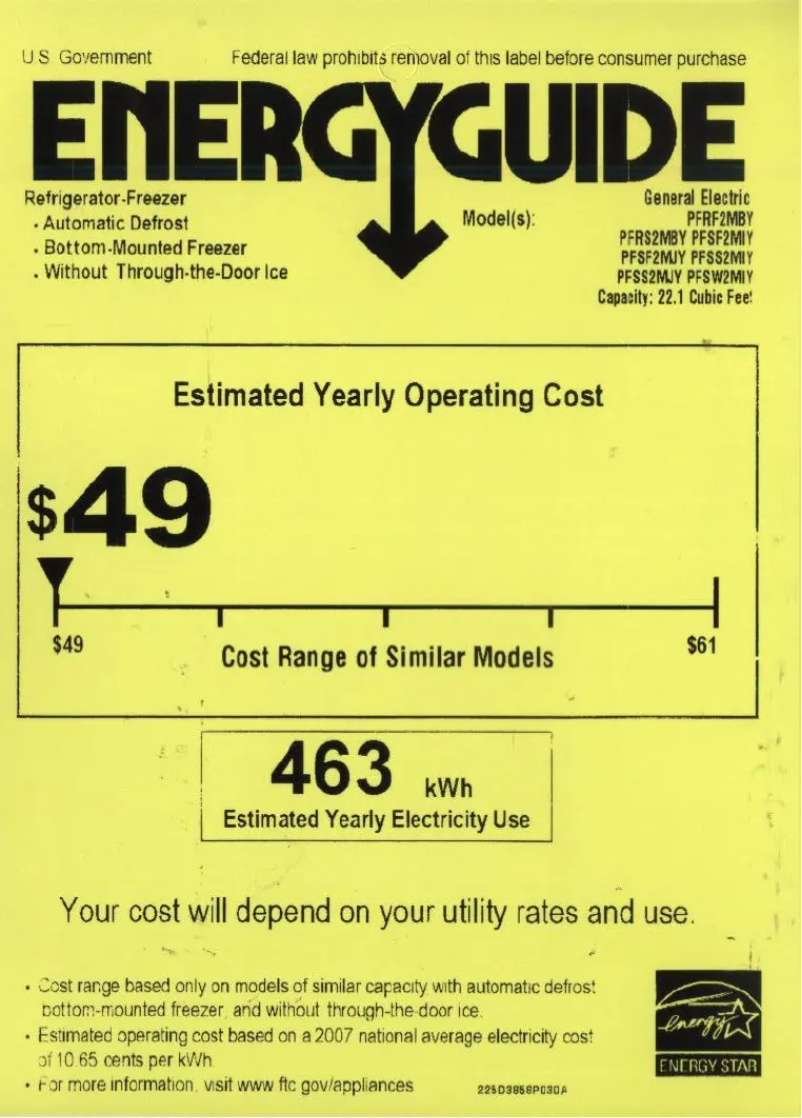 U.S. Government Federal law prohibits removal of this label before consumer purchase
ENERGYGUIDE
Refrigerator-Freezer
• Automatic Defrost
• Bottom-Mounted Freezer
• Without Through-the-Door Ice
Model(s):
General Electric
PFRF2MBY
PFRS2MBY PFSF2MIY
PFSF2MJY PFSS2MIY
PFSS2MJY PFSW2MIY
Capacity: 22.1 Cubic Feet
Estimated Yearly Operating Cost
$49
$49
$61
Cost Range of Similar Models
463 kWh
Estimated Yearly Electricity Use
Your cost will depend on your utility rates and use.
• Cost range based only on models of similar capacity with automatic defrost
bottom-mounted freezer, and without through-the-door ice.
• Estimated operating cost based on a 2007 national average electricity cost
of 10.65 cents per kWh
• For more information, visit www ftc gov/appliances
225D3858P030A
energy
ENERGY STAR